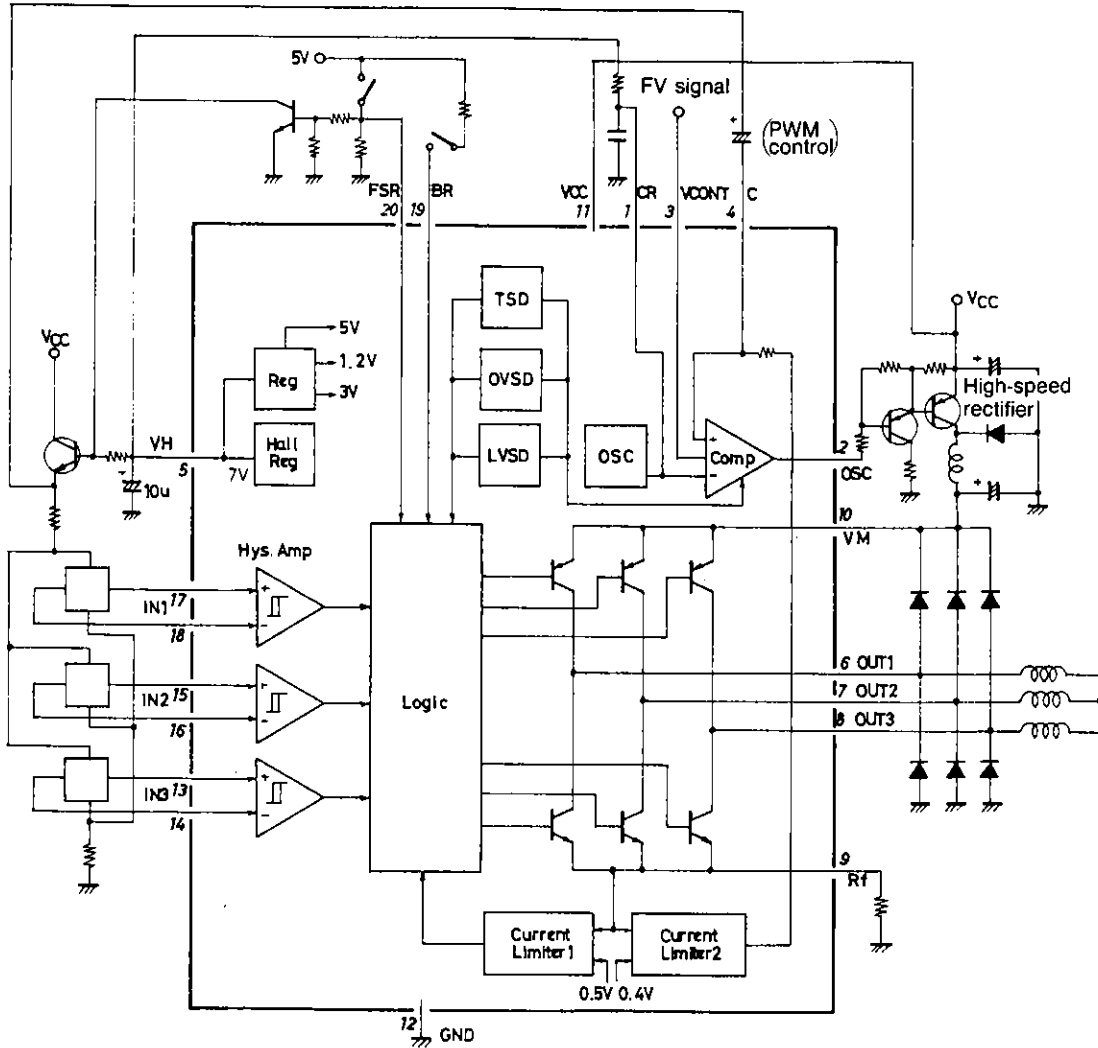 5V
FV signal
(PWM control)
FSR
BR
VCC
CR
VCONT
C
20
19
11
1
3
4
TSD
5V
1.2V
3V
Reg
VCC
VCC
OVSD
High-speed
rectifier
VH
5
7V
Hall
Reg
LVSD
OSC
+
-
Comp
2
OSC
10u
10
VM
Hys. Amp
IN1
17
18
+
-
6 OUT1
IN2
15
16
+
-
Logic
7 OUT2
8 OUT3
IN3
13
14
+
-
9
Rf
Current
Limiter1
Current
Limiter2
0.5V
0.4V
12
GND